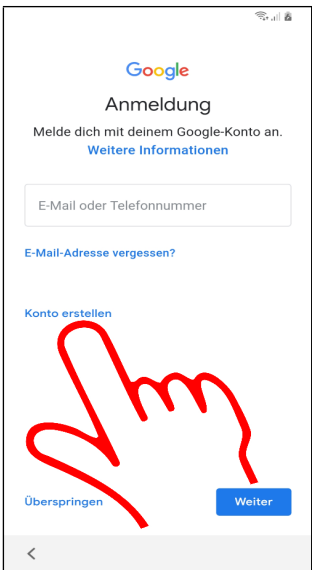 Google
Anmeldung
Melde dich mit deinem Google-Konto an.
Weitere Informationen
E-Mail oder Telefonnummer
E-Mail-Adresse vergessen?
Konto erstellen
Überspringen
Weiter